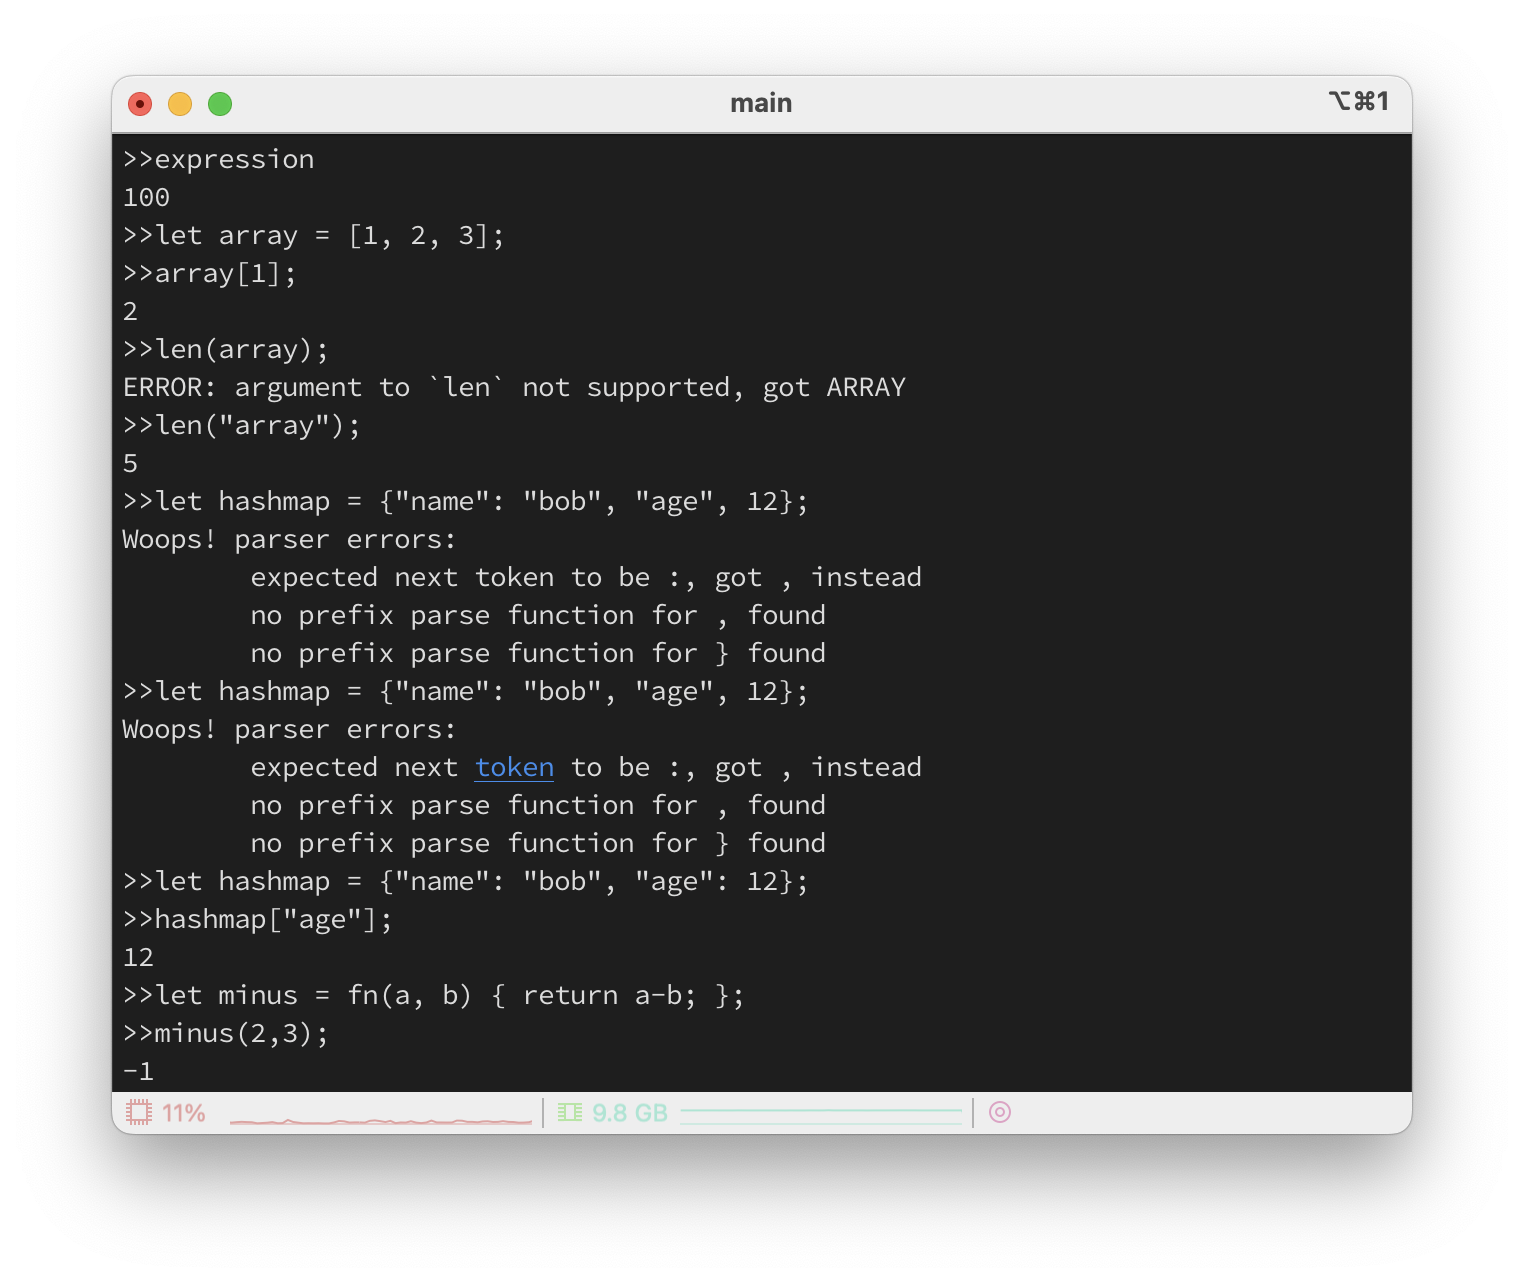 main
⌥⌘1
>>expression
100
>>let array = [1, 2, 3];
>>array[1];
2
>>len(array);
ERROR: argument to `len` not supported, got ARRAY
>>len("array");
5
>>let hashmap = {"name": "bob", "age", 12};
Woops! parser errors:
        expected next token to be :, got , instead
        no prefix parse function for , found
        no prefix parse function for } found
>>let hashmap = {"name": "bob", "age", 12};
Woops! parser errors:
        expected next token to be :, got , instead
        no prefix parse function for , found
        no prefix parse function for } found
>>let hashmap = {"name": "bob", "age": 12};
>>hashmap["age"];
12
>>let minus = fn(a, b) { return a-b; };
>>minus(2,3);
-1
11%
9.8 GB